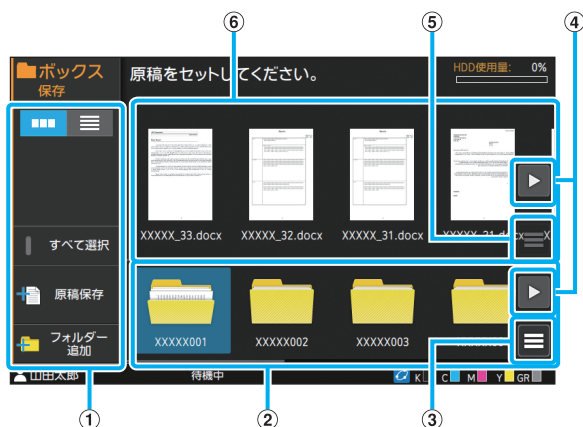 ⑥ ⑤ ④
ボックス
保存
原稿をセットしてください。
HDD使用量: 0%
XXXXX_33.docx XXXXX_32.docx XXXXX_31.docx XXXXX_21.docx X
すべて選択
原稿保存
フォルダー
追加
XXXXX001 XXXXX002 XXXXX003
山田太郎 待機中 K C M Y GR
① ② ③